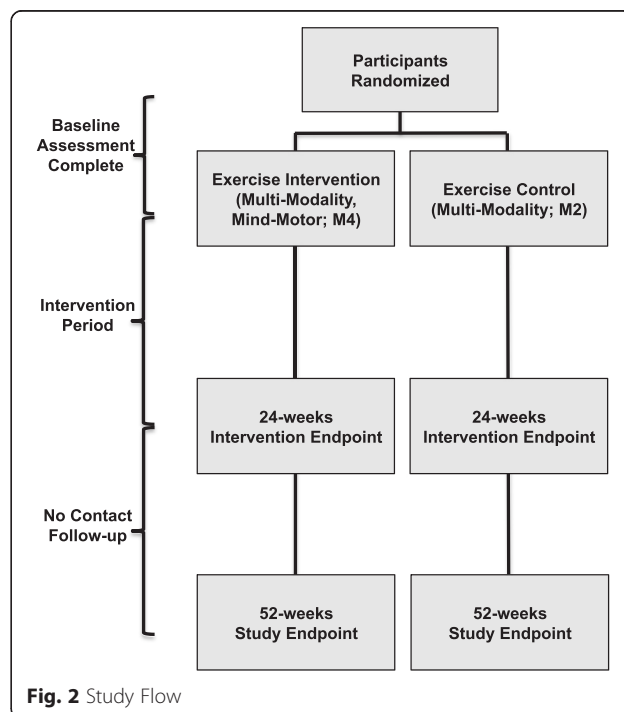 Participants
Randomized
Baseline
Assessment
Complete
Exercise Intervention
(Multi-Modality,
Mind-Motor; M4)
Exercise Control
(Multi-Modality; M2)
Intervention
Period
24-weeks
Intervention Endpoint
24-weeks
Intervention Endpoint
No Contact
Follow-up
52-weeks
Study Endpoint
52-weeks
Study Endpoint
Fig. 2 Study Flow